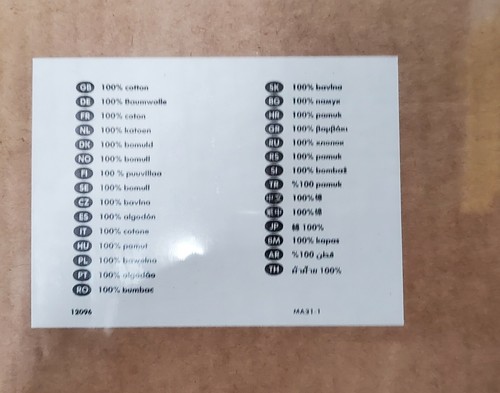 GB 100% cotton
DE 100% Baumwolle
FR 100% coton
NL 100% katoen
DK 100% bomuld
NO 100% bomull
FI 100 % puuvillaa
SE 100% bomull
CZ 100% bavlna
ES 100% algodón
IT 100% cotone
HU 100% pamut
PL 100% bawełna
PT 100% algodão
RO 100% bumbac
12096
SK 100% bavlna
BG 100% памук
HR 100% pamuk
GR 100% βαμβάκι
RU 100% хлопок
RS 100% pamuk
SI 100% bombaž
TR %100 pamuk
100%棉
100%棉
JP 綿 100%
BM 100% kapas
AR %100 قطن
TH ผ้าฝ้าย 100%
MA21-1